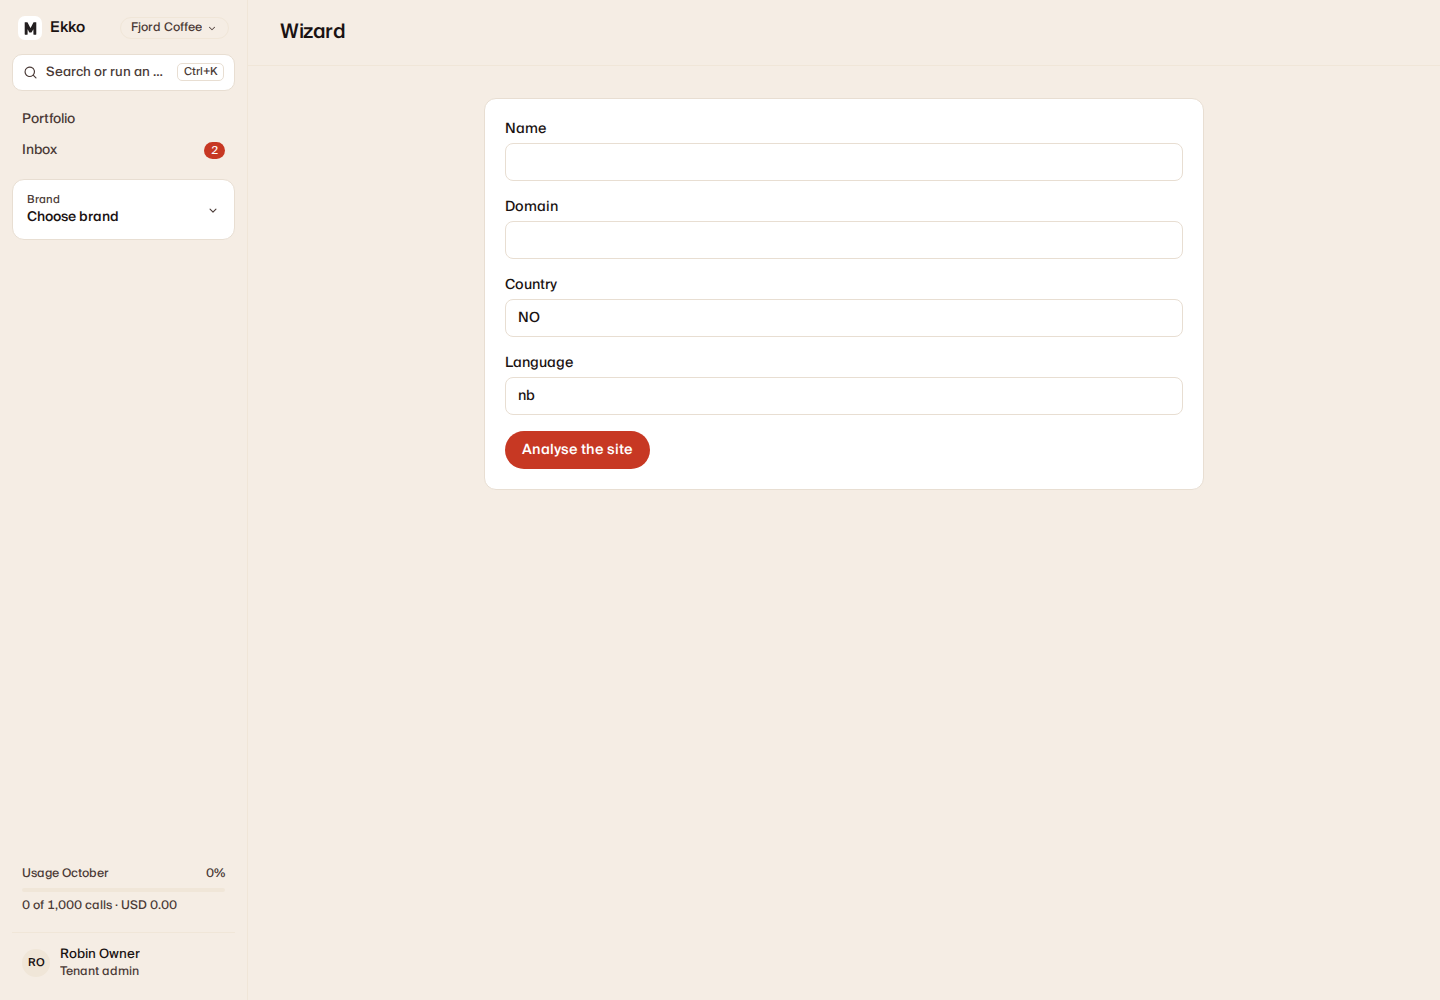 Ekko
Fjord Coffee
Search or run an ...
Ctrl+K
Portfolio
Inbox
2
Brand
Choose brand
Usage October
0%
0 of 1,000 calls · USD 0.00
RO
Robin Owner
Tenant admin
Wizard
Name
Domain
Country
NO
Language
nb
Analyse the site